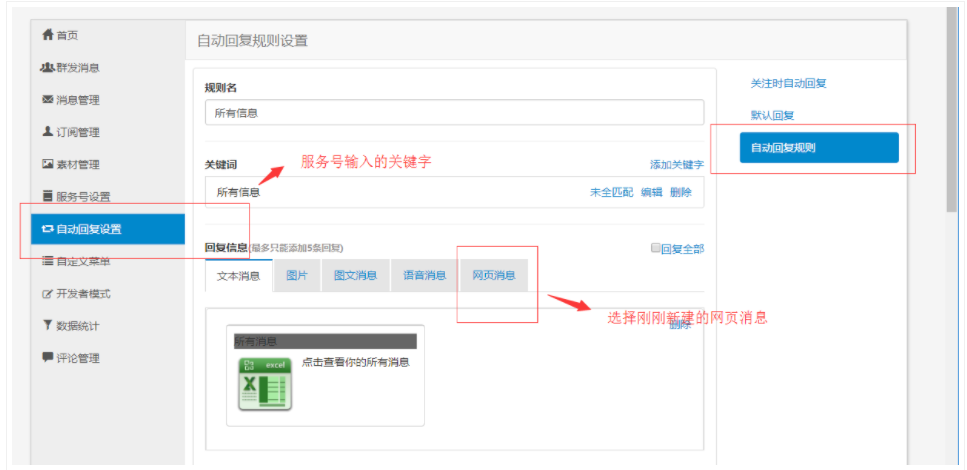 首页
群发消息
消息管理
订阅管理
素材管理
服务号设置
自动回复设置
自定义菜单
开发者模式
数据统计
评论管理
自动回复规则设置
规则名
所有信息
关键词
服务号输入的关键字
添加关键字
所有信息
未全匹配 编辑 删除
回复信息(最多只能添加5条回复)
回复全部
文本消息 图片 图文消息 语音消息 网页消息
选择刚刚新建的网页消息
删除
所有消息
excel
点击查看你的所有消息
关注时自动回复
默认回复
自动回复规则